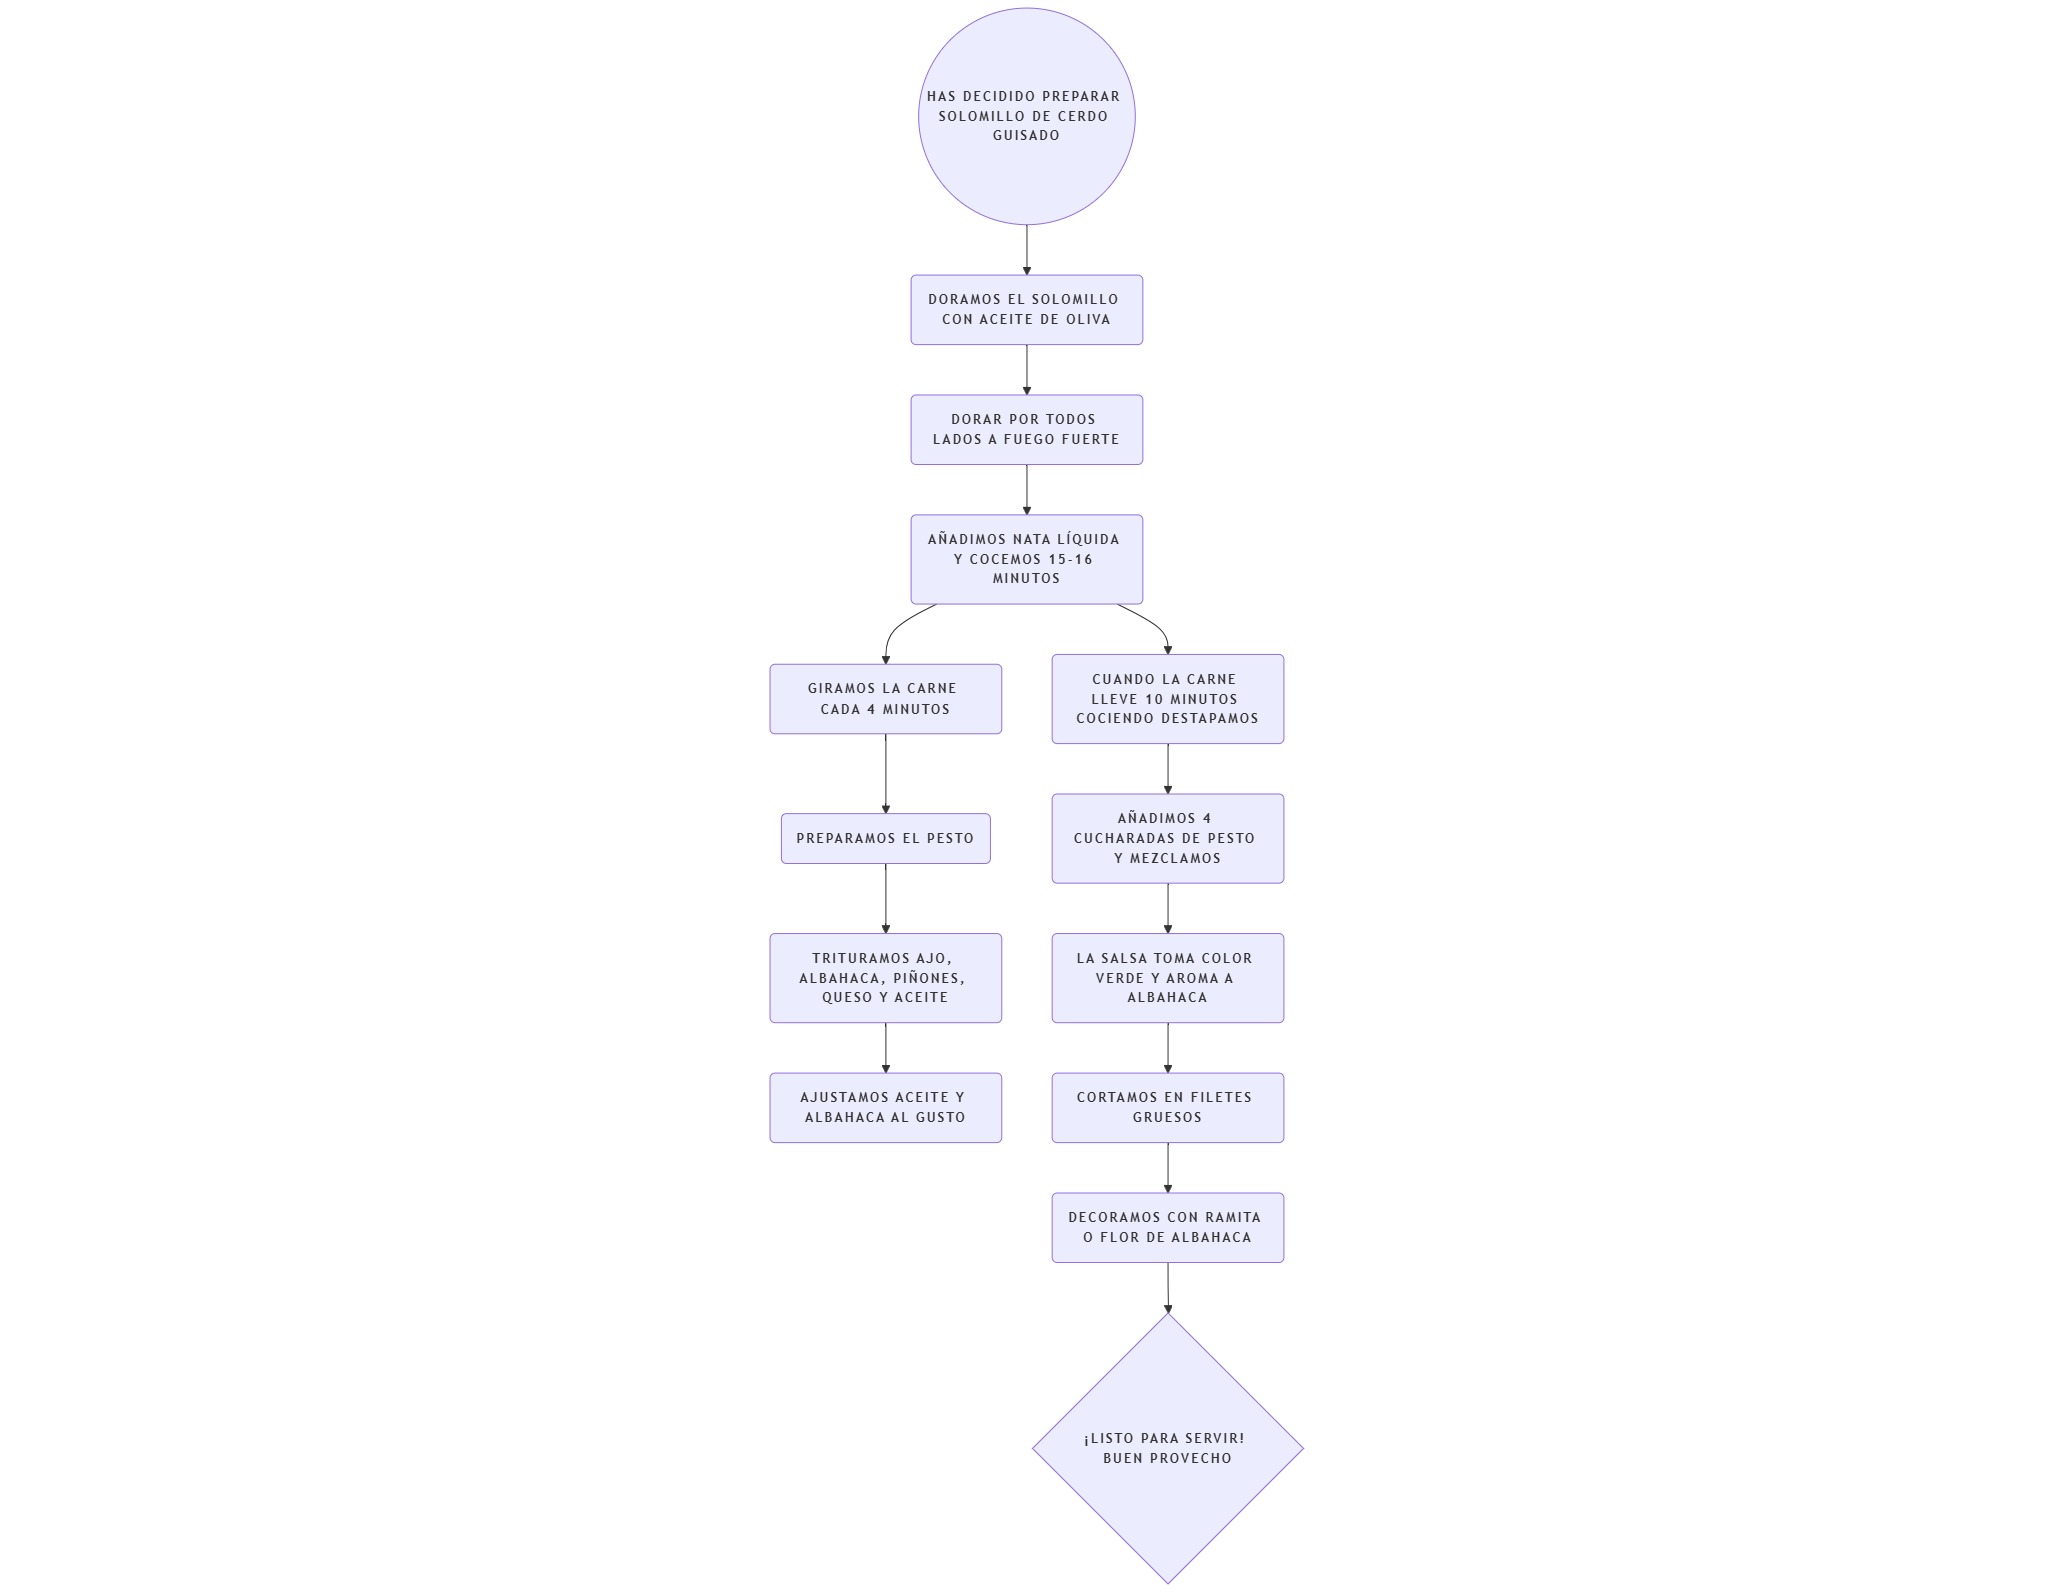 HAS DECIDIDO PREPARAR
SOLOMILLO DE CERDO
GUISADO
DORAMOS EL SOLOMILLO
CON ACEITE DE OLIVA
DORAR POR TODOS
LADOS A FUEGO FUERTE
AÑADIMOS NATA LÍQUIDA
Y COCEMOS 15-16
MINUTOS
GIRAMOS LA CARNE
CADA 4 MINUTOS
PREPARAMOS EL PESTO
TRITURAMOS AJO,
ALBAHACA, PIÑONES,
QUESO Y ACEITE
AJUSTAMOS ACEITE Y
ALBAHACA AL GUSTO
CUANDO LA CARNE
LLEVE 10 MINUTOS
COCIENDO DESTAPAMOS
AÑADIMOS 4
CUCHARADAS DE PESTO
Y MEZCLAMOS
LA SALSA TOMA COLOR
VERDE Y AROMA A
ALBAHACA
CORTAMOS EN FILETES
GRUESOS
DECORAMOS CON RAMITA
O FLOR DE ALBAHACA
¡LISTO PARA SERVIR!
BUEN PROVECHO